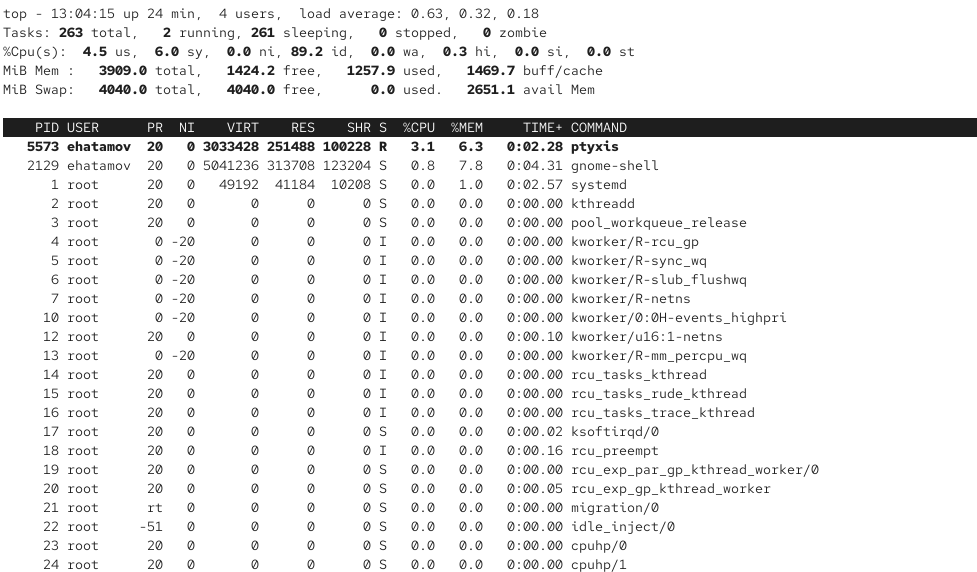 top - 13:04:15 up 24 min,  4 users,  load average: 0.63, 0.32, 0.18
Tasks: 263 total,   2 running, 261 sleeping,   0 stopped,   0 zombie
%Cpu(s):  4.5 us,  6.0 sy,  0.0 ni, 89.2 id,  0.0 wa,  0.3 hi,  0.0 si,  0.0 st
MiB Mem :   3909.0 total,   1424.2 free,   1257.9 used,   1469.7 buff/cache
MiB Swap:   4040.0 total,   4040.0 free,      0.0 used.   2651.1 avail Mem
PID USER      PR  NI    VIRT    RES    SHR S  %CPU  %MEM     TIME+ COMMAND
5573 ehatamov  20   0 3033428 251488 100228 R   3.1   6.3   0:02.28 ptyxis
2129 ehatamov  20   0 5041236 313708 123204 S   0.8   7.8   0:04.31 gnome-shell
1 root      20   0   49192  41184  10208 S   0.0   1.0   0:02.57 systemd
2 root      20   0       0      0      0 S   0.0   0.0   0:00.00 kthreadd
3 root      20   0       0      0      0 S   0.0   0.0   0:00.00 pool_workqueue_release
4 root       0 -20       0      0      0 I   0.0   0.0   0:00.00 kworker/R-rcu_gp
5 root       0 -20       0      0      0 I   0.0   0.0   0:00.00 kworker/R-sync_wq
6 root       0 -20       0      0      0 I   0.0   0.0   0:00.00 kworker/R-slub_flushwq
7 root       0 -20       0      0      0 I   0.0   0.0   0:00.00 kworker/R-netns
10 root       0 -20       0      0      0 I   0.0   0.0   0:00.00 kworker/0:0H-events_highpri
12 root      20   0       0      0      0 I   0.0   0.0   0:00.10 kworker/u16:1-netns
13 root       0 -20       0      0      0 I   0.0   0.0   0:00.00 kworker/R-mm_percpu_wq
14 root      20   0       0      0      0 I   0.0   0.0   0:00.00 rcu_tasks_kthread
15 root      20   0       0      0      0 I   0.0   0.0   0:00.00 rcu_tasks_rude_kthread
16 root      20   0       0      0      0 I   0.0   0.0   0:00.00 rcu_tasks_trace_kthread
17 root      20   0       0      0      0 S   0.0   0.0   0:00.02 ksoftirqd/0
18 root      20   0       0      0      0 I   0.0   0.0   0:00.16 rcu_preempt
19 root      20   0       0      0      0 S   0.0   0.0   0:00.00 rcu_exp_par_gp_kthread_worker/0
20 root      20   0       0      0      0 S   0.0   0.0   0:00.05 rcu_exp_gp_kthread_worker
21 root      rt   0       0      0      0 S   0.0   0.0   0:00.00 migration/0
22 root     -51   0       0      0      0 S   0.0   0.0   0:00.00 idle_inject/0
23 root      20   0       0      0      0 S   0.0   0.0   0:00.00 cpuhp/0
24 root      20   0       0      0      0 S   0.0   0.0   0:00.00 cpuhp/1